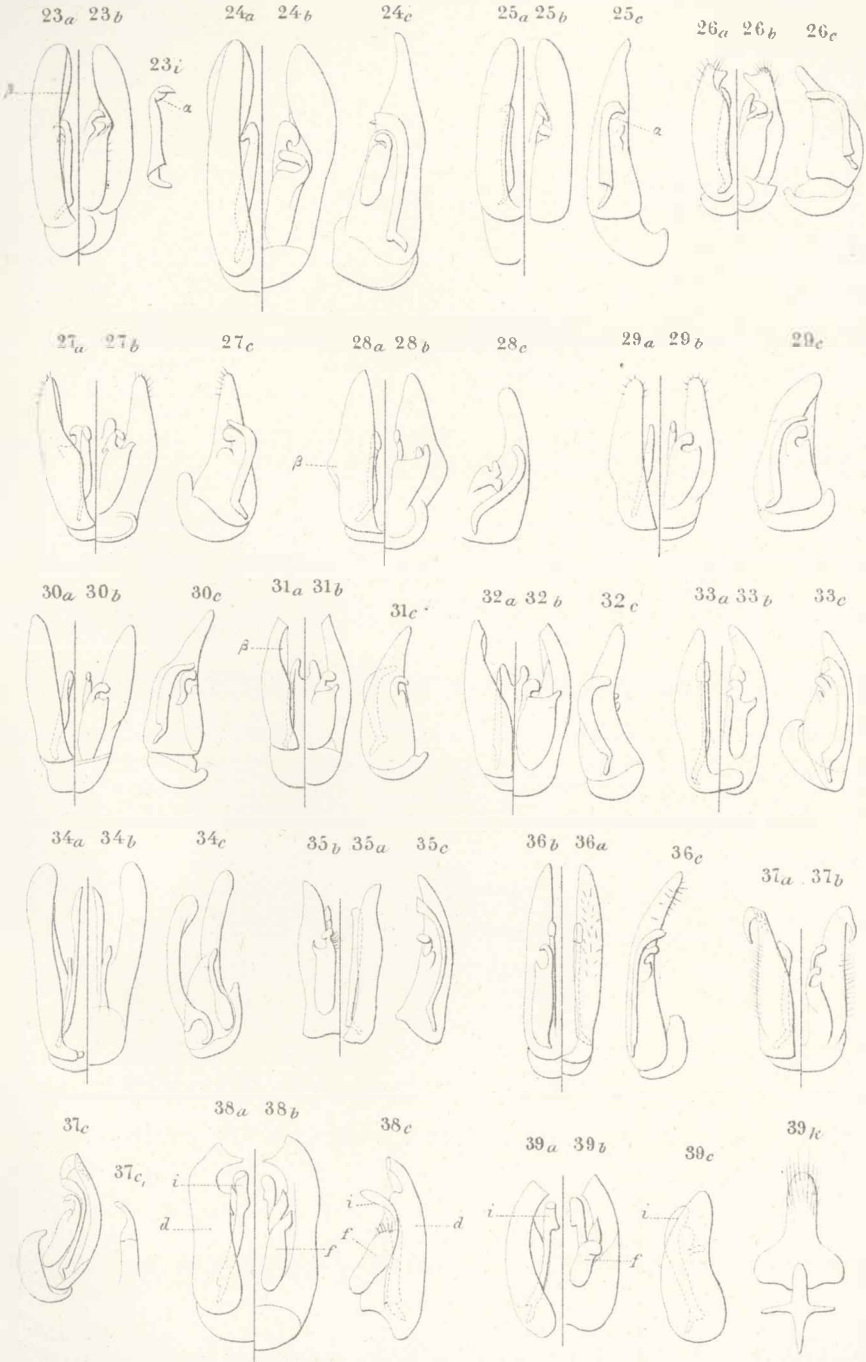 23a 23b
23i
24a 24b
24c
25a 25b
25c
26a 26b
26c
β
α
α
27a 27b
27c
28a 28b
28c
29a 29b
29c
β
30a 30b
30c
31a 31b
31c
32a 32b
32c
33a 33b
33c
β
34a 34b
34c
35b 35a
35c
36b 36a
36c
37a 37b
37c
37c,
38a 38b
38c
39a 39b
39c
39k
i
d
f
i
f
d
i
f
i